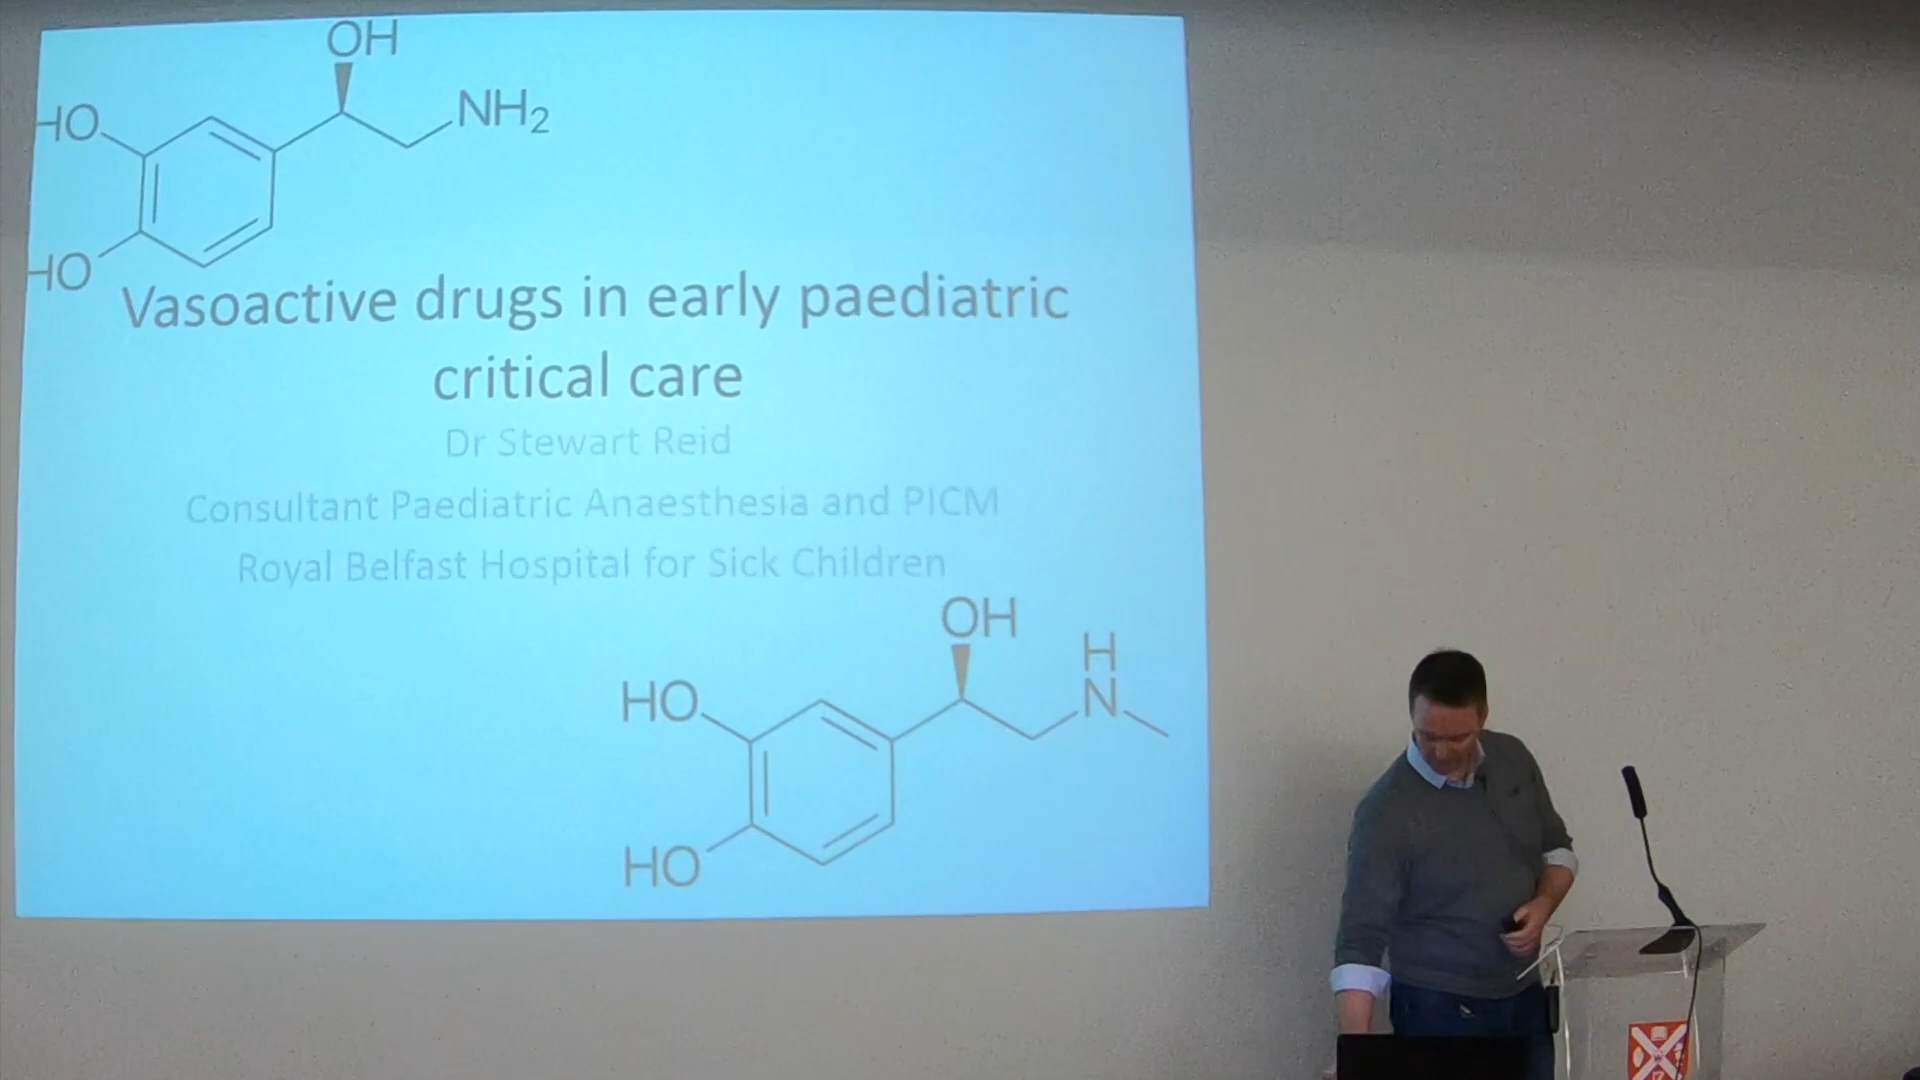 OH
HO
NH2
HO
Vasoactive drugs in early paediatric
critical care
Dr Stewart Reid
Consultant Paediatric Anaesthesia and PICM
Royal Belfast Hospital for Sick Children
OH
H
N
HO
HO